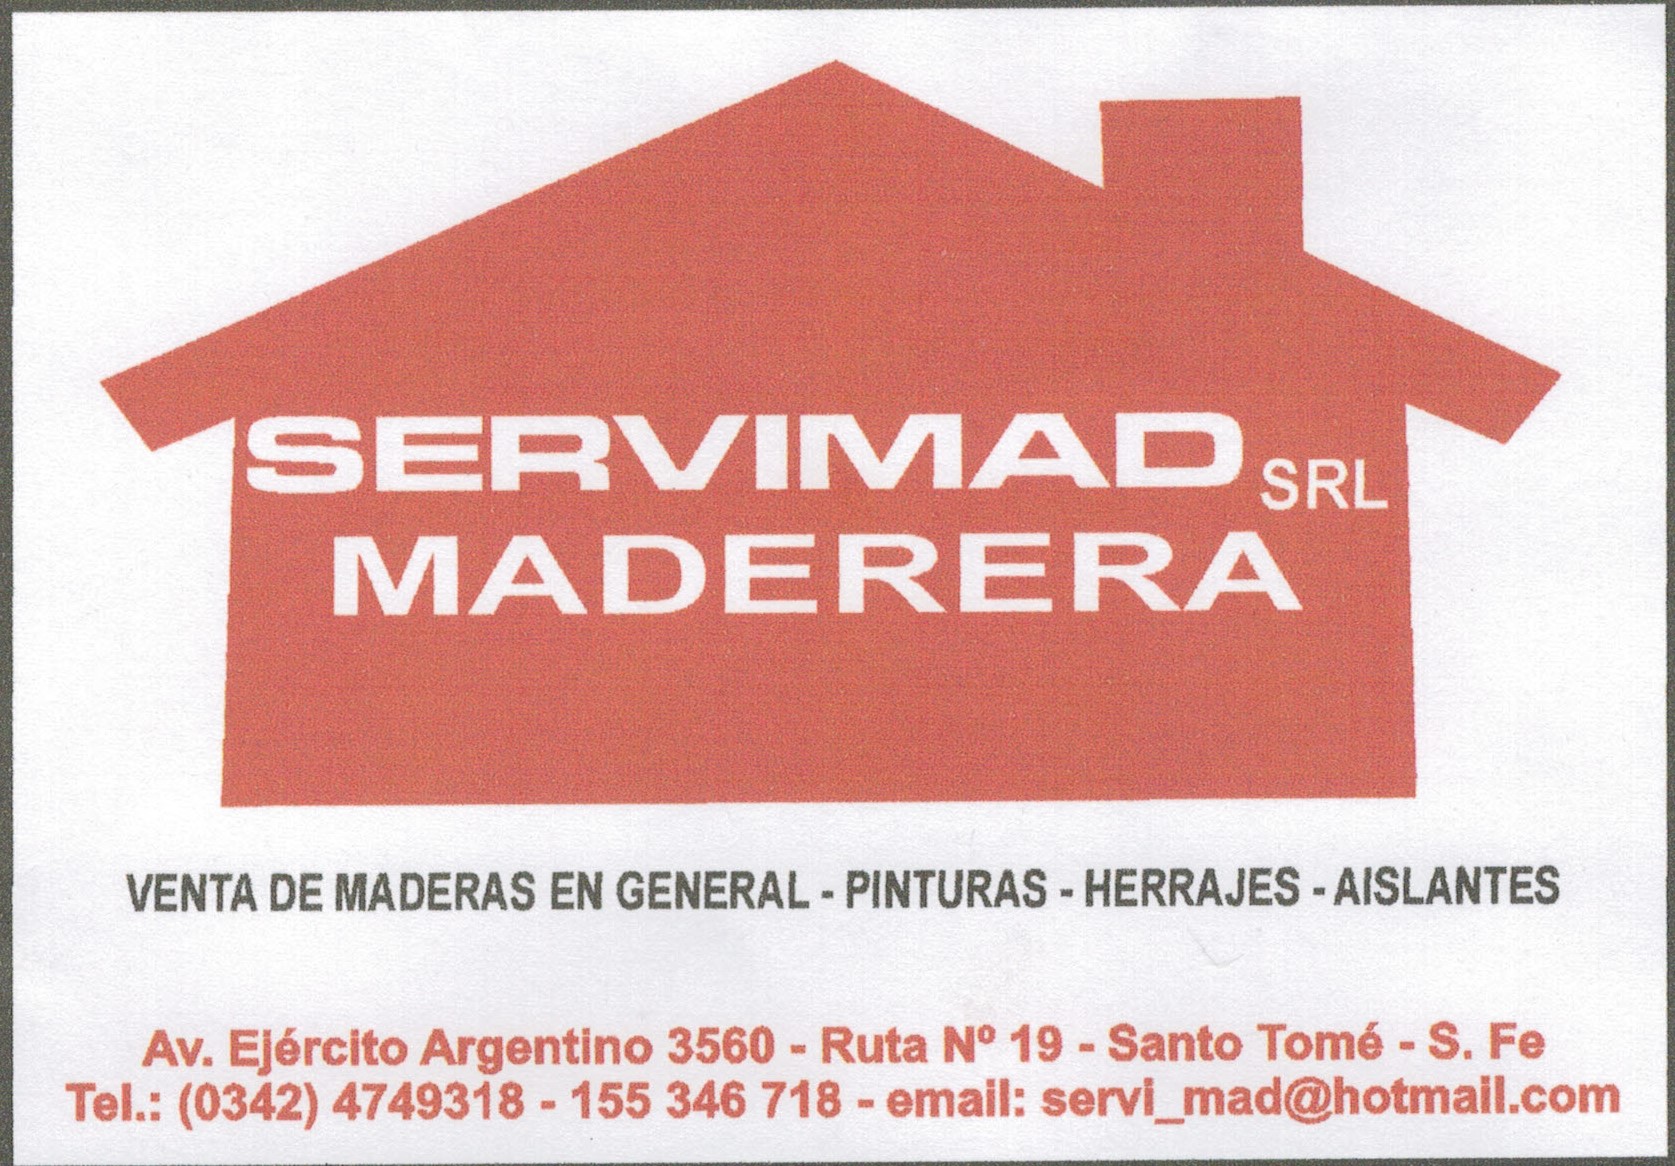 SERVIMAD SRL
MADERERA
VENTA DE MADERAS EN GENERAL - PINTURAS - HERRAJES - AISLANTES
Av. Ejército Argentino 3560 - Ruta Nº 19 - Santo Tomé - S. Fe
Tel.: (0342) 4749318 - 155 346 718 - email: servi_mad@hotmail.com